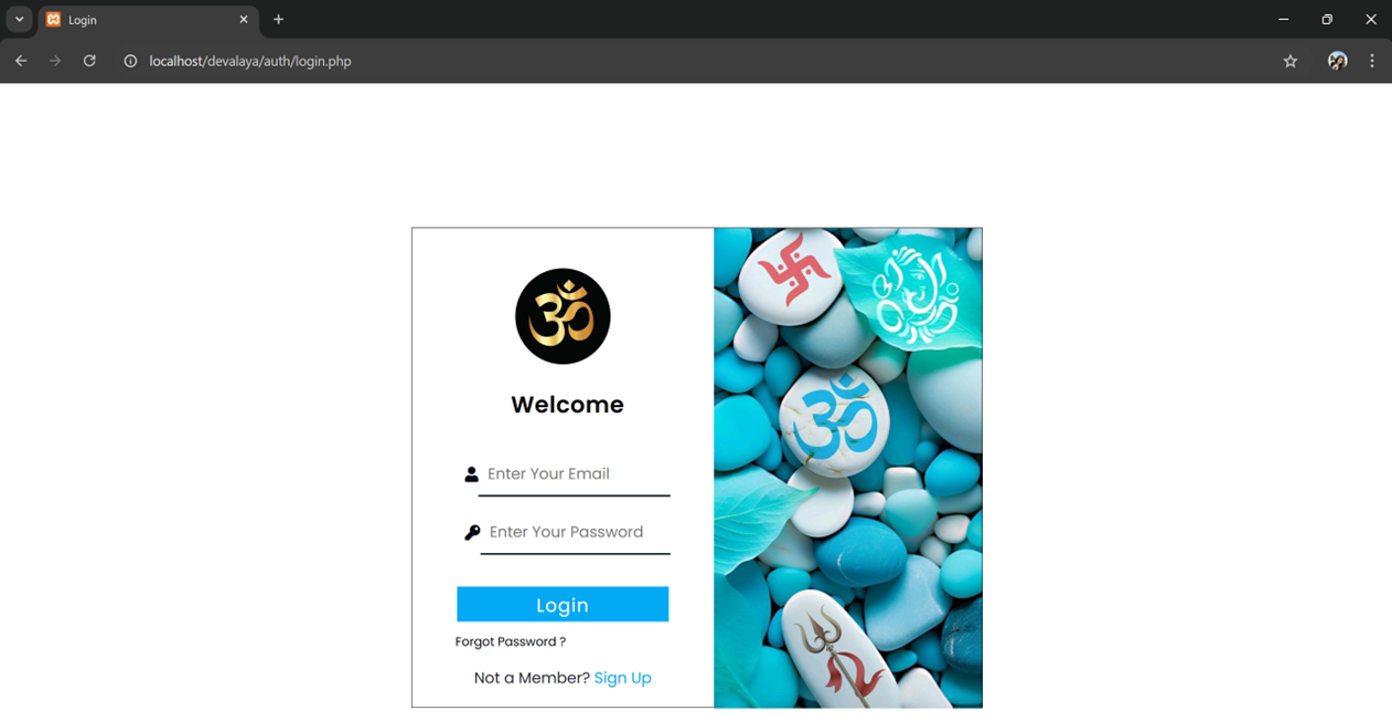 Login
localhost/devalaya/auth/login.php
ॐ
Welcome
Enter Your Email
Enter Your Password
Login
Forgot Password ?
Not a Member? Sign Up
ॐ